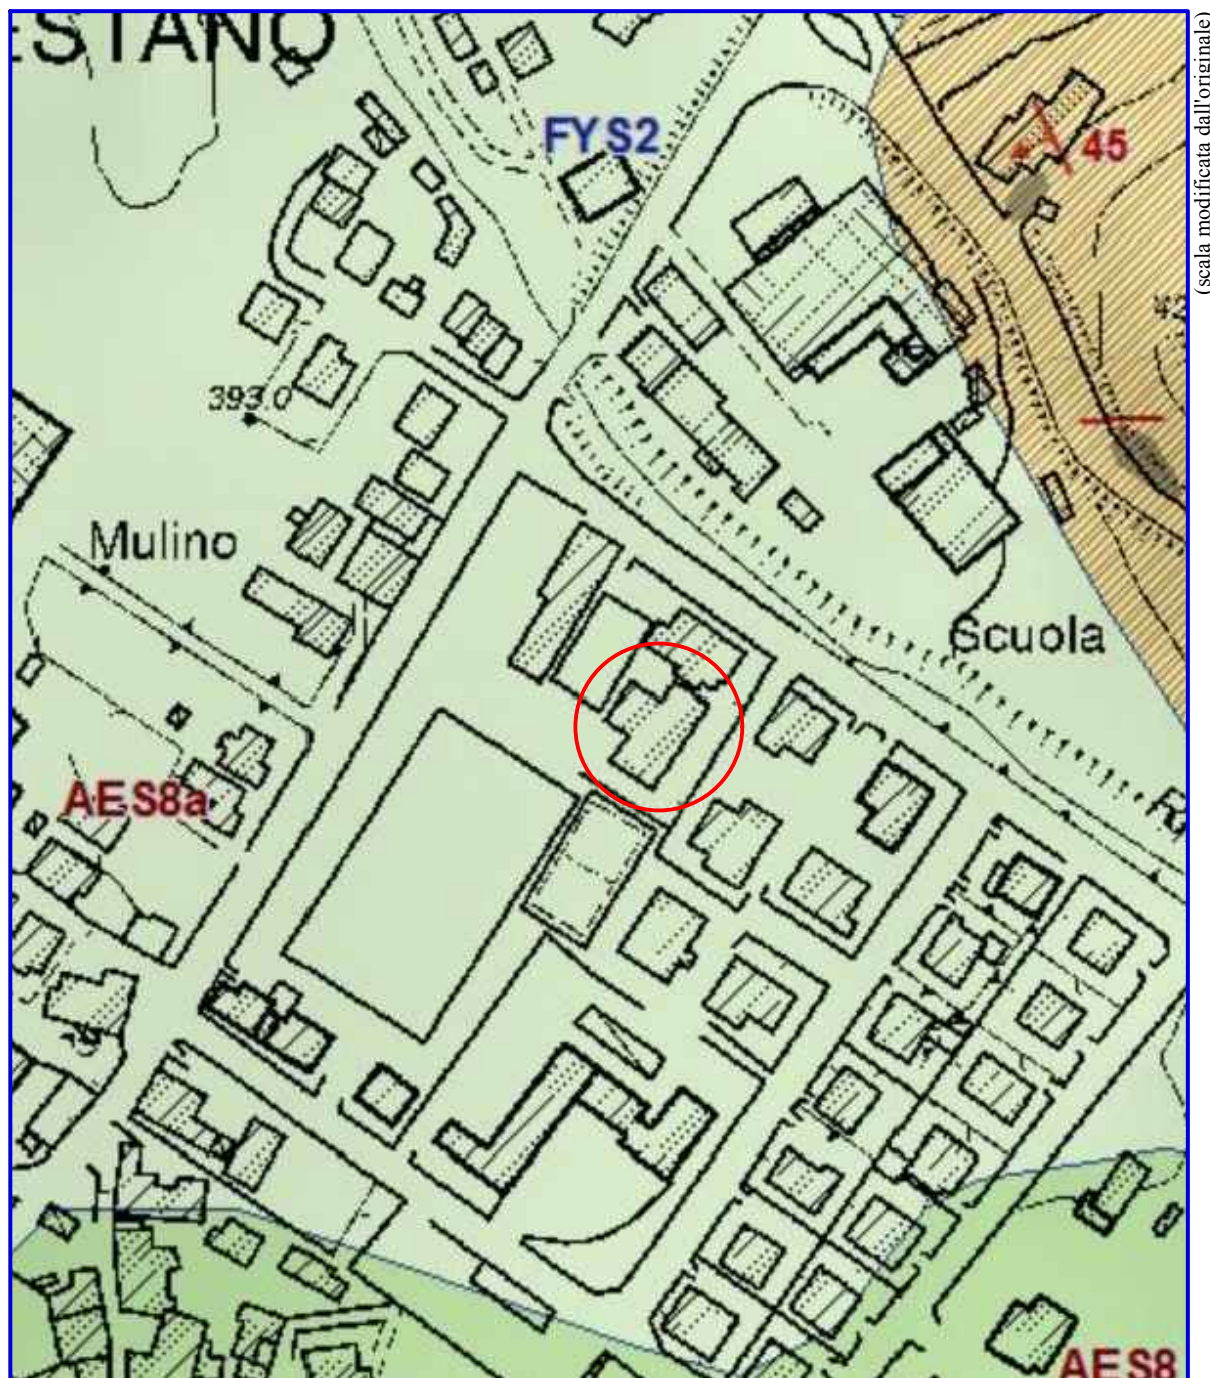 ESTANO
FYS2
45
(scala modificata dall'originale)
393.0
Mulino
Scuola
AES8a
AES8